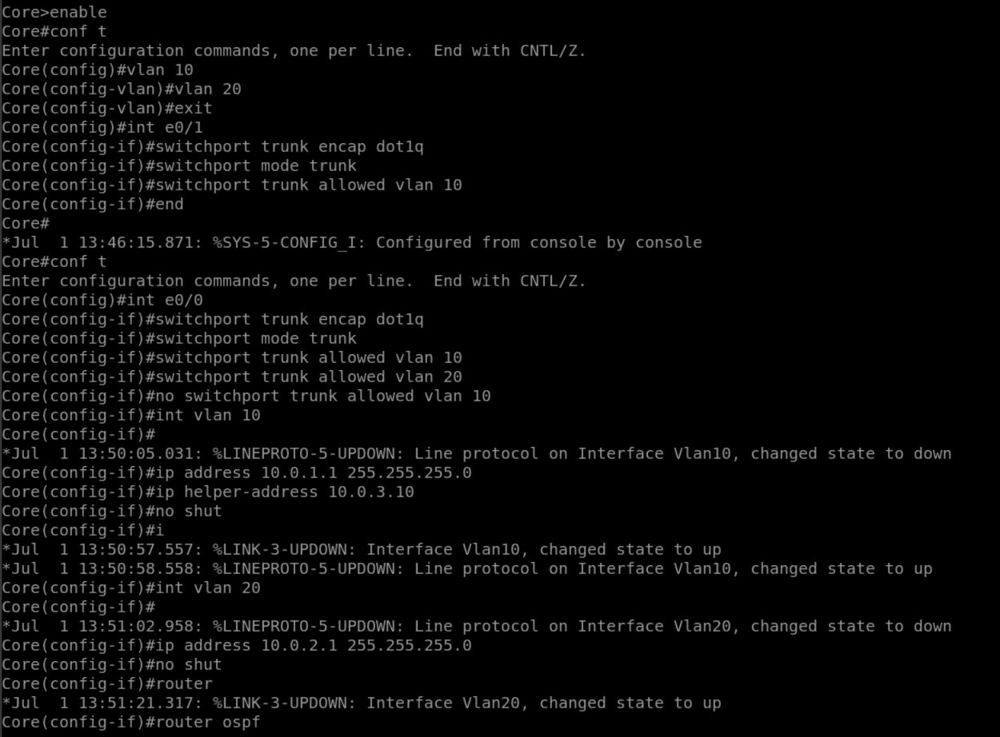 Core>enable
Core#conf t
Enter configuration commands, one per line.  End with CNTL/Z.
Core(config)#vlan 10
Core(config-vlan)#vlan 20
Core(config-vlan)#exit
Core(config)#int e0/1
Core(config-if)#switchport trunk encap dot1q
Core(config-if)#switchport mode trunk
Core(config-if)#switchport trunk allowed vlan 10
Core(config-if)#end
Core#
*Jul  1 13:46:15.871: %SYS-5-CONFIG_I: Configured from console by console
Core#conf t
Enter configuration commands, one per line.  End with CNTL/Z.
Core(config)#int e0/0
Core(config-if)#switchport trunk encap dot1q
Core(config-if)#switchport mode trunk
Core(config-if)#switchport trunk allowed vlan 10
Core(config-if)#switchport trunk allowed vlan 20
Core(config-if)#no switchport trunk allowed vlan 10
Core(config-if)#int vlan 10
Core(config-if)#
*Jul  1 13:50:05.031: %LINEPROTO-5-UPDOWN: Line protocol on Interface Vlan10, changed state to down
Core(config-if)#ip address 10.0.1.1 255.255.255.0
Core(config-if)#ip helper-address 10.0.3.10
Core(config-if)#no shut
Core(config-if)#i
*Jul  1 13:50:57.557: %LINK-3-UPDOWN: Interface Vlan10, changed state to up
*Jul  1 13:50:58.558: %LINEPROTO-5-UPDOWN: Line protocol on Interface Vlan10, changed state to up
Core(config-if)#int vlan 20
Core(config-if)#
*Jul  1 13:51:02.958: %LINEPROTO-5-UPDOWN: Line protocol on Interface Vlan20, changed state to down
Core(config-if)#ip address 10.0.2.1 255.255.255.0
Core(config-if)#no shut
Core(config-if)#router
*Jul  1 13:51:21.317: %LINK-3-UPDOWN: Interface Vlan20, changed state to up
Core(config-if)#router ospf